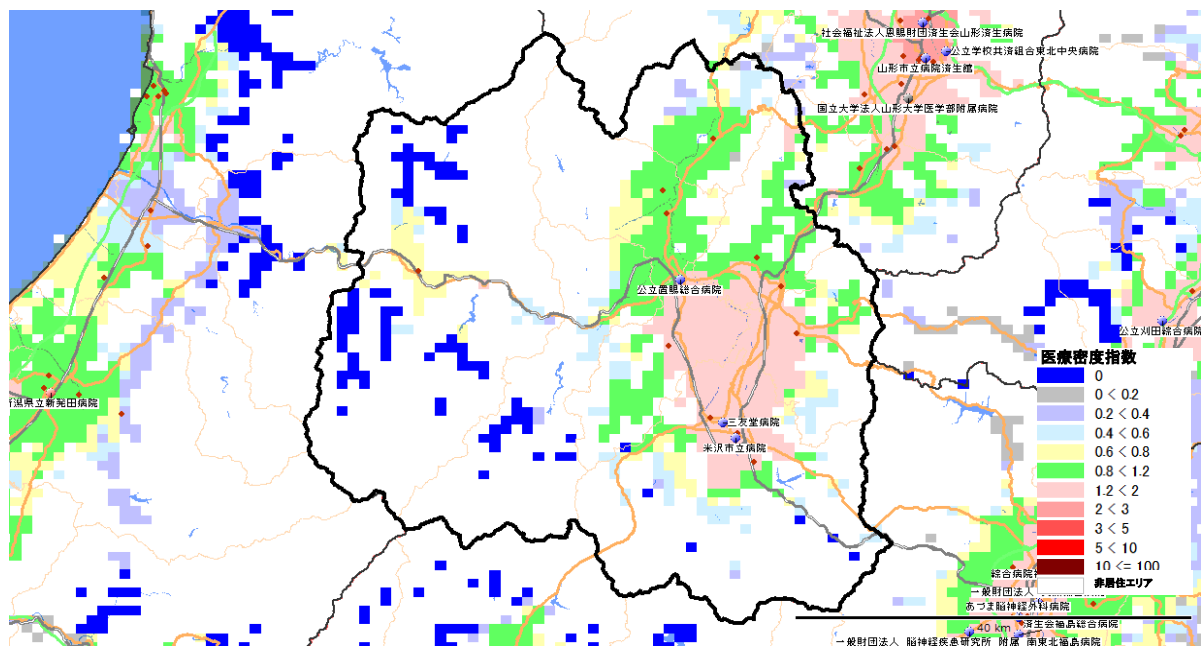 社会福祉法人恩賜財団済生会山形済生病院
公立学校共済組合東北中央病院
山形市立病院済生館
国立大学法人山形大学医学部附属病院
公立置賜総合病院
公立刈田綜合病院
医療密度指数
0
0 < 0.2
0.2 < 0.4
0.4 < 0.6
0.6 < 0.8
0.8 < 1.2
1.2 < 2
2 < 3
3 < 5
5 < 10
10 <= 100
非居住エリア
新潟県立新発田病院
三友堂病院
米沢市立病院
綜合病院
一般財団法人
あづま脳神経外科病院
済生会福島総合病院
40 km
一般財団法人 脳神経疾患研究所 附属 南東北福島病院